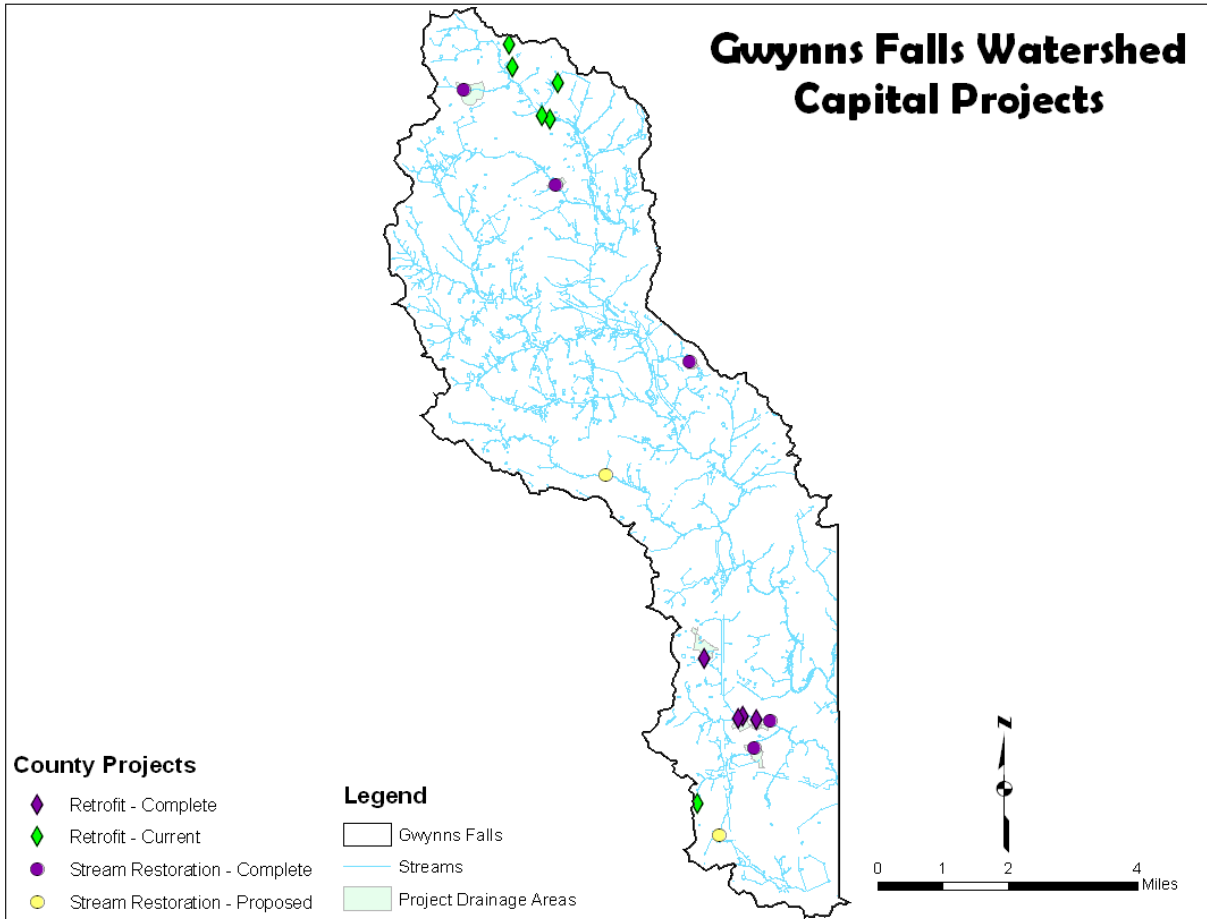 Gwynns Falls Watershed
Capital Projects
County Projects
Retrofit - Complete
Retrofit - Current
Stream Restoration - Complete
Stream Restoration - Proposed
Legend
Gwynns Falls
Streams
Project Drainage Areas
N
0 1 2 4
Miles